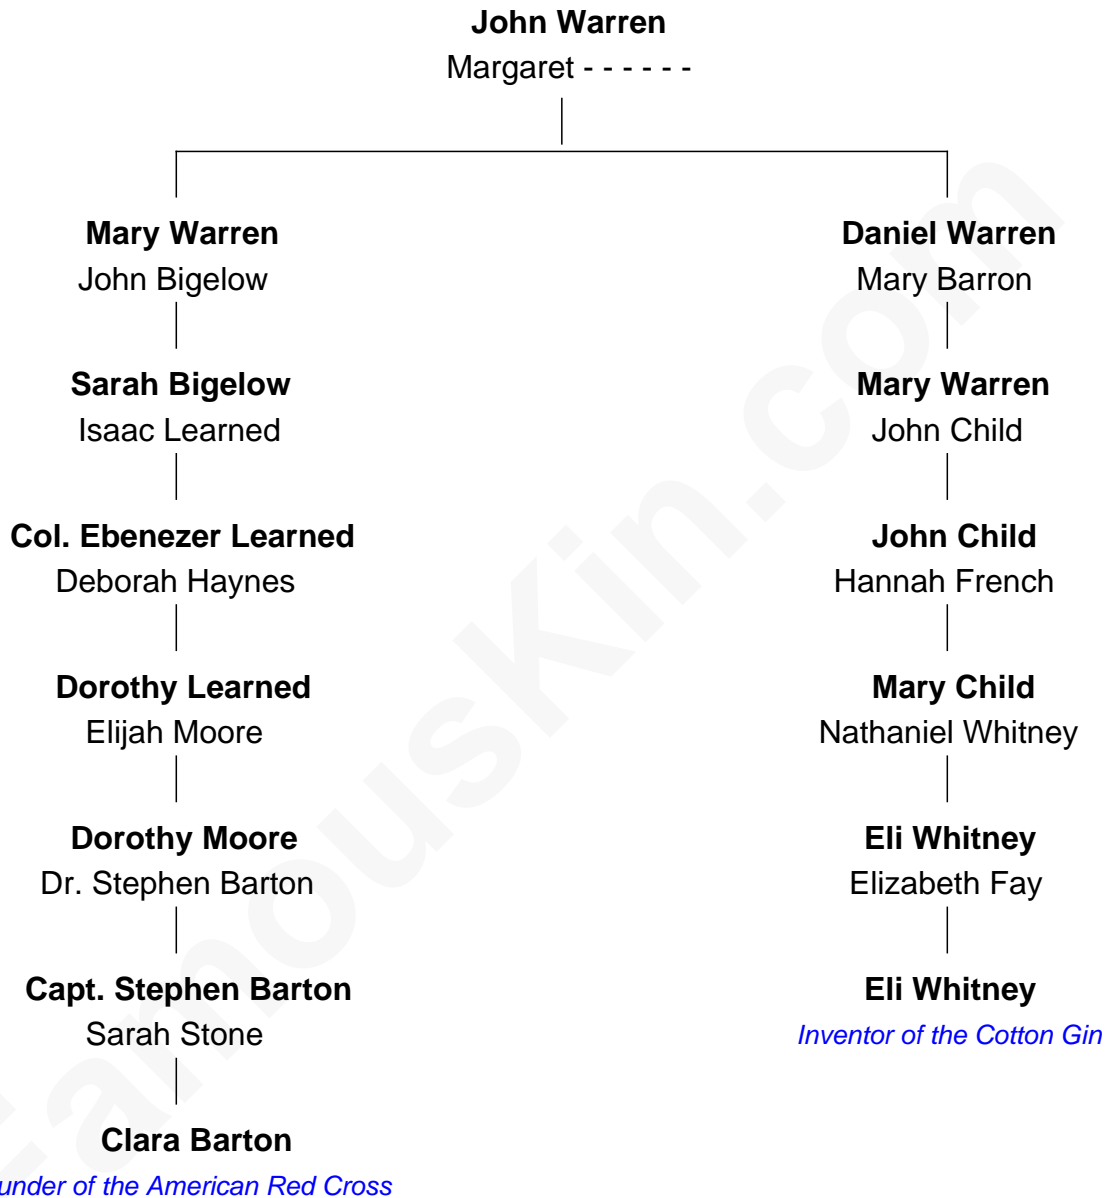 John Warren
Margaret - - - - - -
Mary Warren
John Bigelow
Daniel Warren
Mary Barron
Sarah Bigelow
Isaac Learned
Mary Warren
John Child
Col. Ebenezer Learned
Deborah Haynes
John Child
Hannah French
Dorothy Learned
Elijah Moore
Mary Child
Nathaniel Whitney
Dorothy Moore
Dr. Stephen Barton
Eli Whitney
Elizabeth Fay
Capt. Stephen Barton
Sarah Stone
Eli Whitney
Inventor of the Cotton Gin
Clara Barton
under of the American Red Cross
FamousKin.com